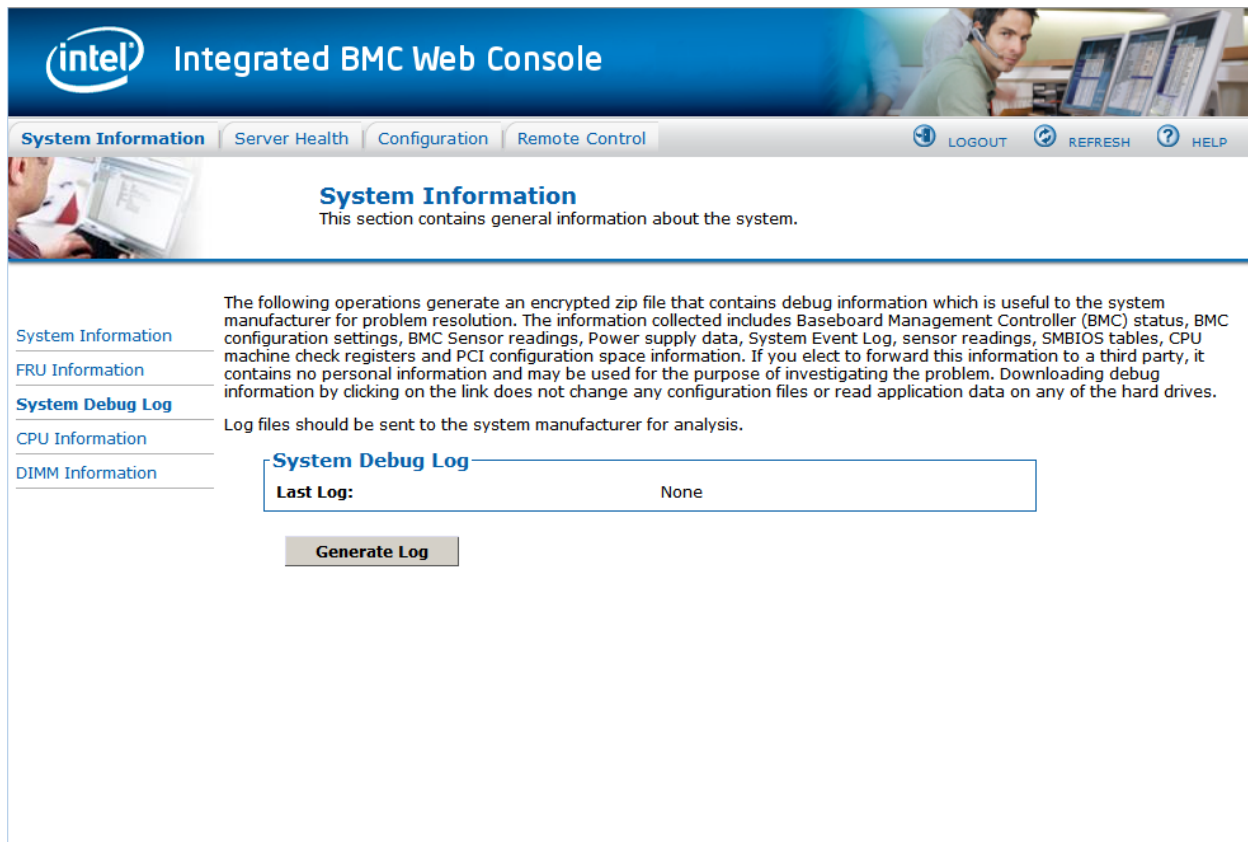 intel Integrated BMC Web Console
System Information Server Health Configuration Remote Control LOGOUT REFRESH ? HELP
System Information
This section contains general information about the system.
System Information
FRU Information
System Debug Log
CPU Information
DIMM Information
The following operations generate an encrypted zip file that contains debug information which is useful to the system
manufacturer for problem resolution. The information collected includes Baseboard Management Controller (BMC) status, BMC
configuration settings, BMC Sensor readings, Power supply data, System Event Log, sensor readings, SMBIOS tables, CPU
machine check registers and PCI configuration space information. If you elect to forward this information to a third party, it
contains no personal information and may be used for the purpose of investigating the problem. Downloading debug
information by clicking on the link does not change any configuration files or read application data on any of the hard drives.
Log files should be sent to the system manufacturer for analysis.
System Debug Log
Last Log: None
Generate Log